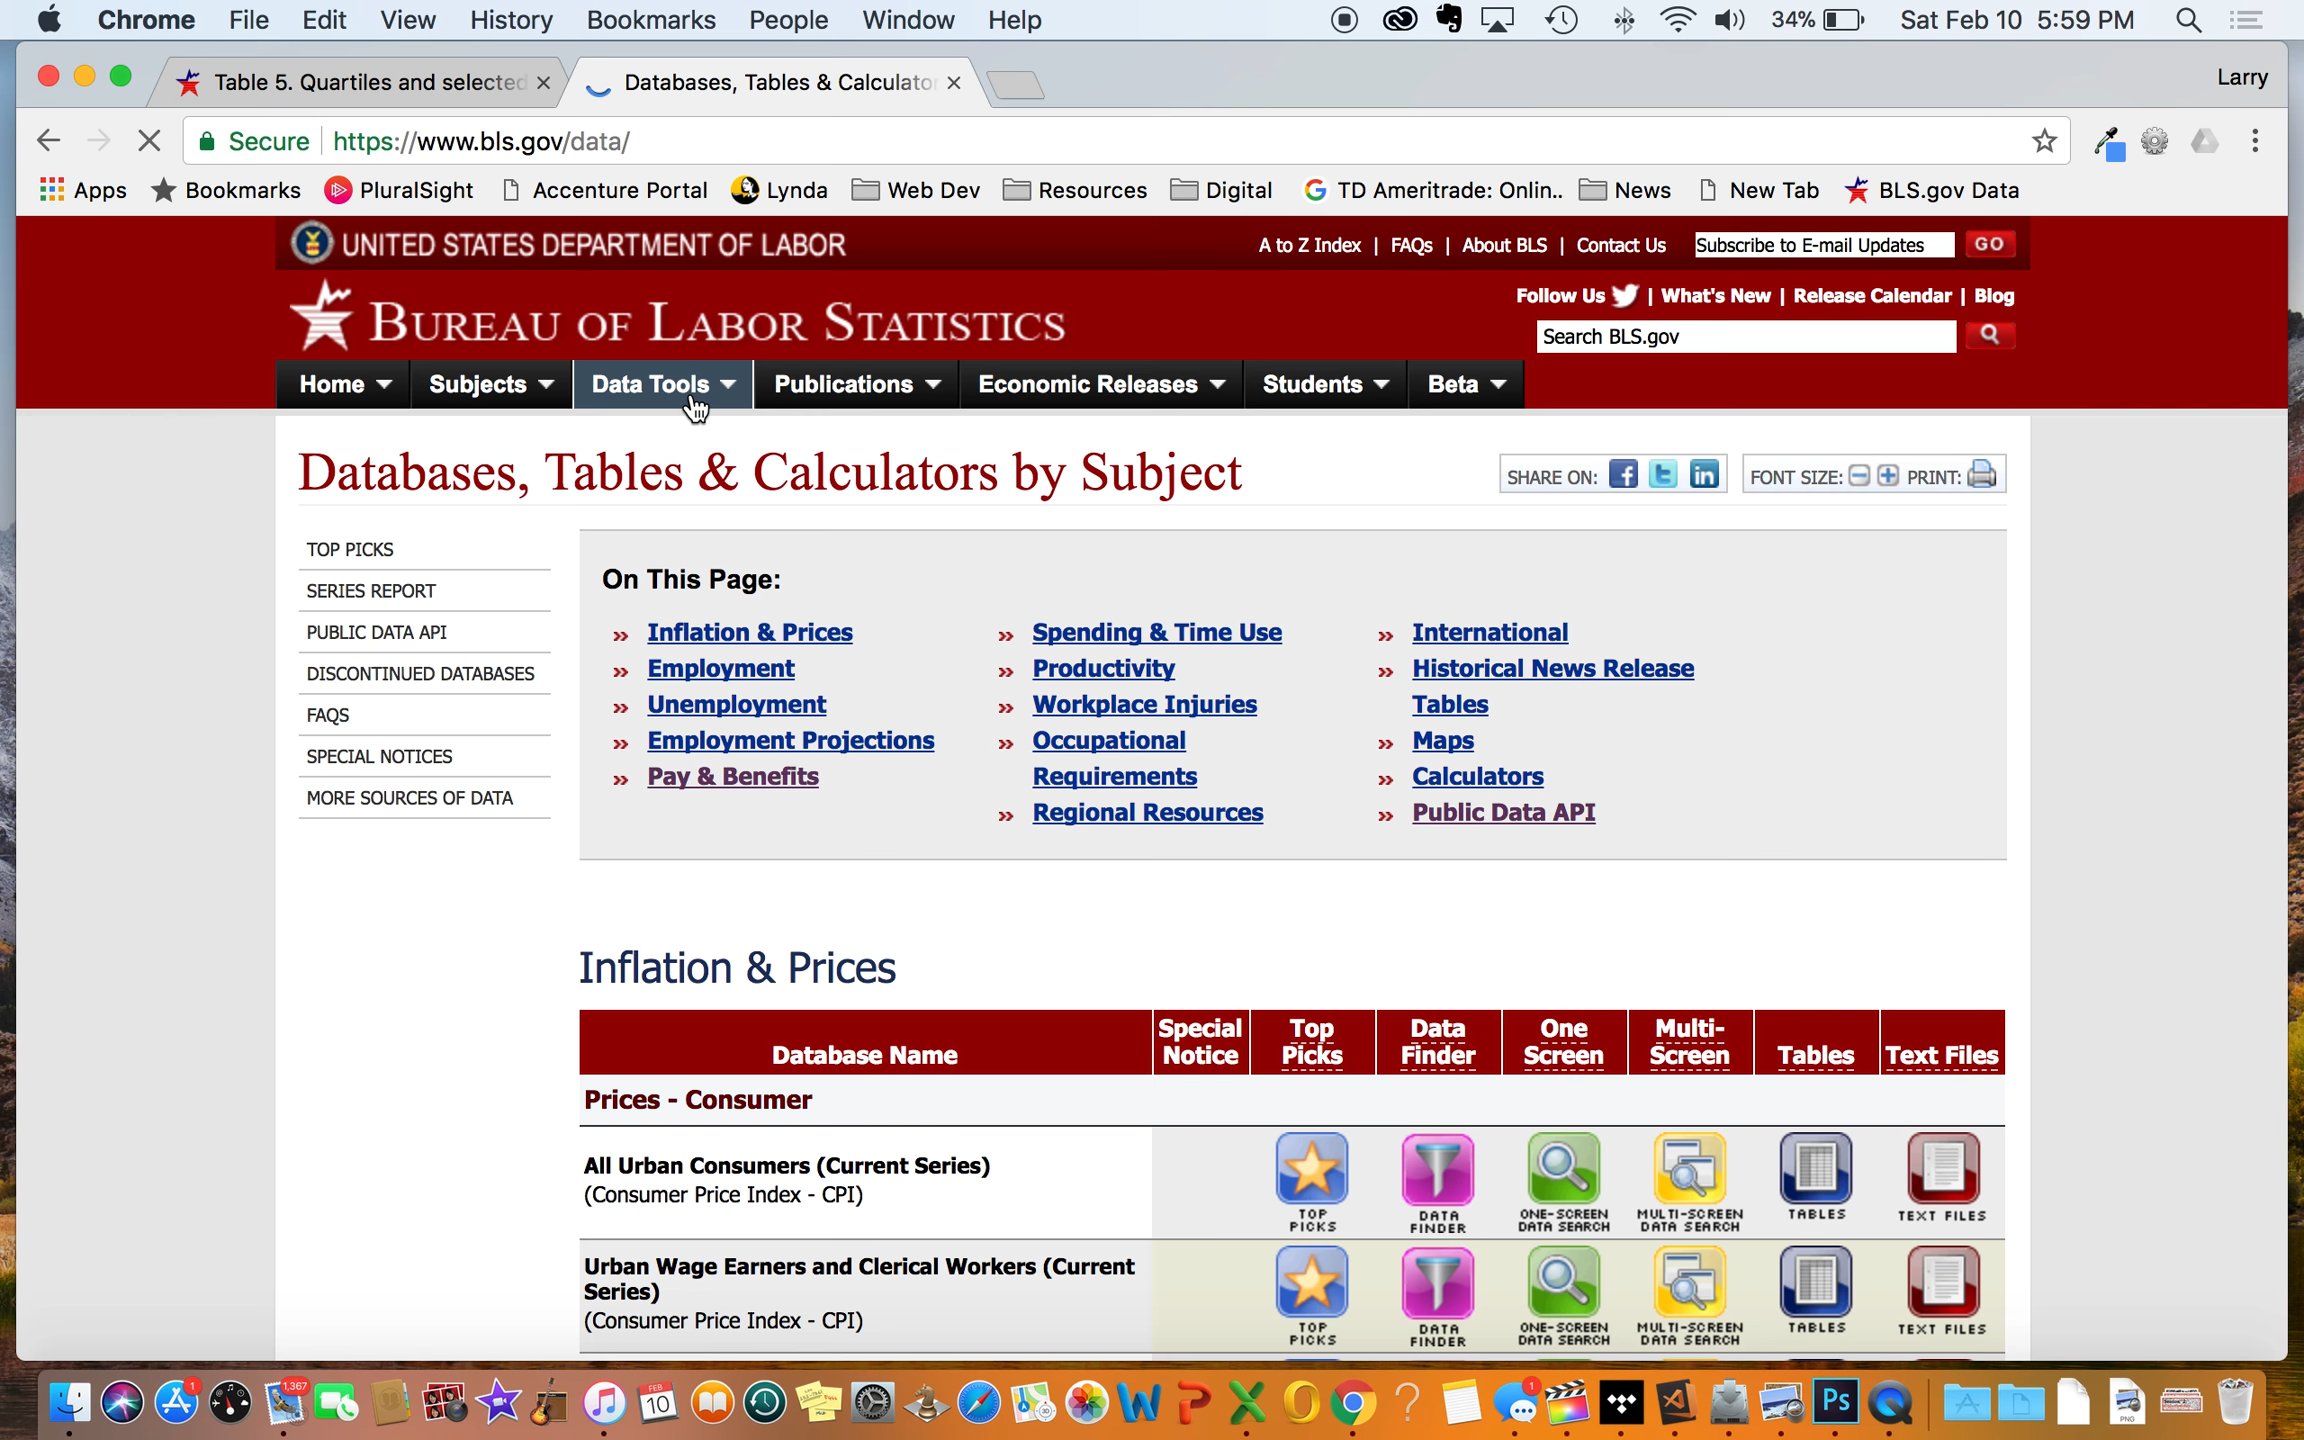 Chrome File Edit View History Bookmarks People Window Help 34% Sat Feb 10 5:59 PM
Table 5. Quartiles and selected Databases, Tables & Calculator Larry
Secure https://www.bls.gov/data/
Apps Bookmarks PluralSight Accenture Portal Lynda Web Dev Resources Digital TD Ameritrade: Onlin.. News New Tab BLS.gov Data
UNITED STATES DEPARTMENT OF LABOR
A to Z Index | FAQs | About BLS | Contact Us Subscribe to E-mail Updates GO
Follow Us | What's New | Release Calendar | Blog
BUREAU OF LABOR STATISTICS
Search BLS.gov
Home Subjects Data Tools Publications Economic Releases Students Beta
Databases, Tables & Calculators by Subject
SHARE ON: FONT SIZE: PRINT:
TOP PICKS
SERIES REPORT
PUBLIC DATA API
DISCONTINUED DATABASES
FAQS
SPECIAL NOTICES
MORE SOURCES OF DATA
On This Page:
» Inflation & Prices
» Employment
» Unemployment
» Employment Projections
» Pay & Benefits
» Spending & Time Use
» Productivity
» Workplace Injuries
» Occupational
Requirements
» Regional Resources
» International
» Historical News Release
Tables
» Maps
» Calculators
» Public Data API
Inflation & Prices
Database Name Special Notice Top Picks Data Finder One Screen Multi-Screen Tables Text Files
Prices - Consumer
All Urban Consumers (Current Series)
(Consumer Price Index - CPI)
TOP PICKS DATA FINDER ONE-SCREEN DATA SEARCH MULTI-SCREEN DATA SEARCH TABLES TEXT FILES
Urban Wage Earners and Clerical Workers (Current
Series)
(Consumer Price Index - CPI)
TOP PICKS DATA FINDER ONE-SCREEN DATA SEARCH MULTI-SCREEN DATA SEARCH TABLES TEXT FILES
1 1,367 FEB 10 1 Ps PNG